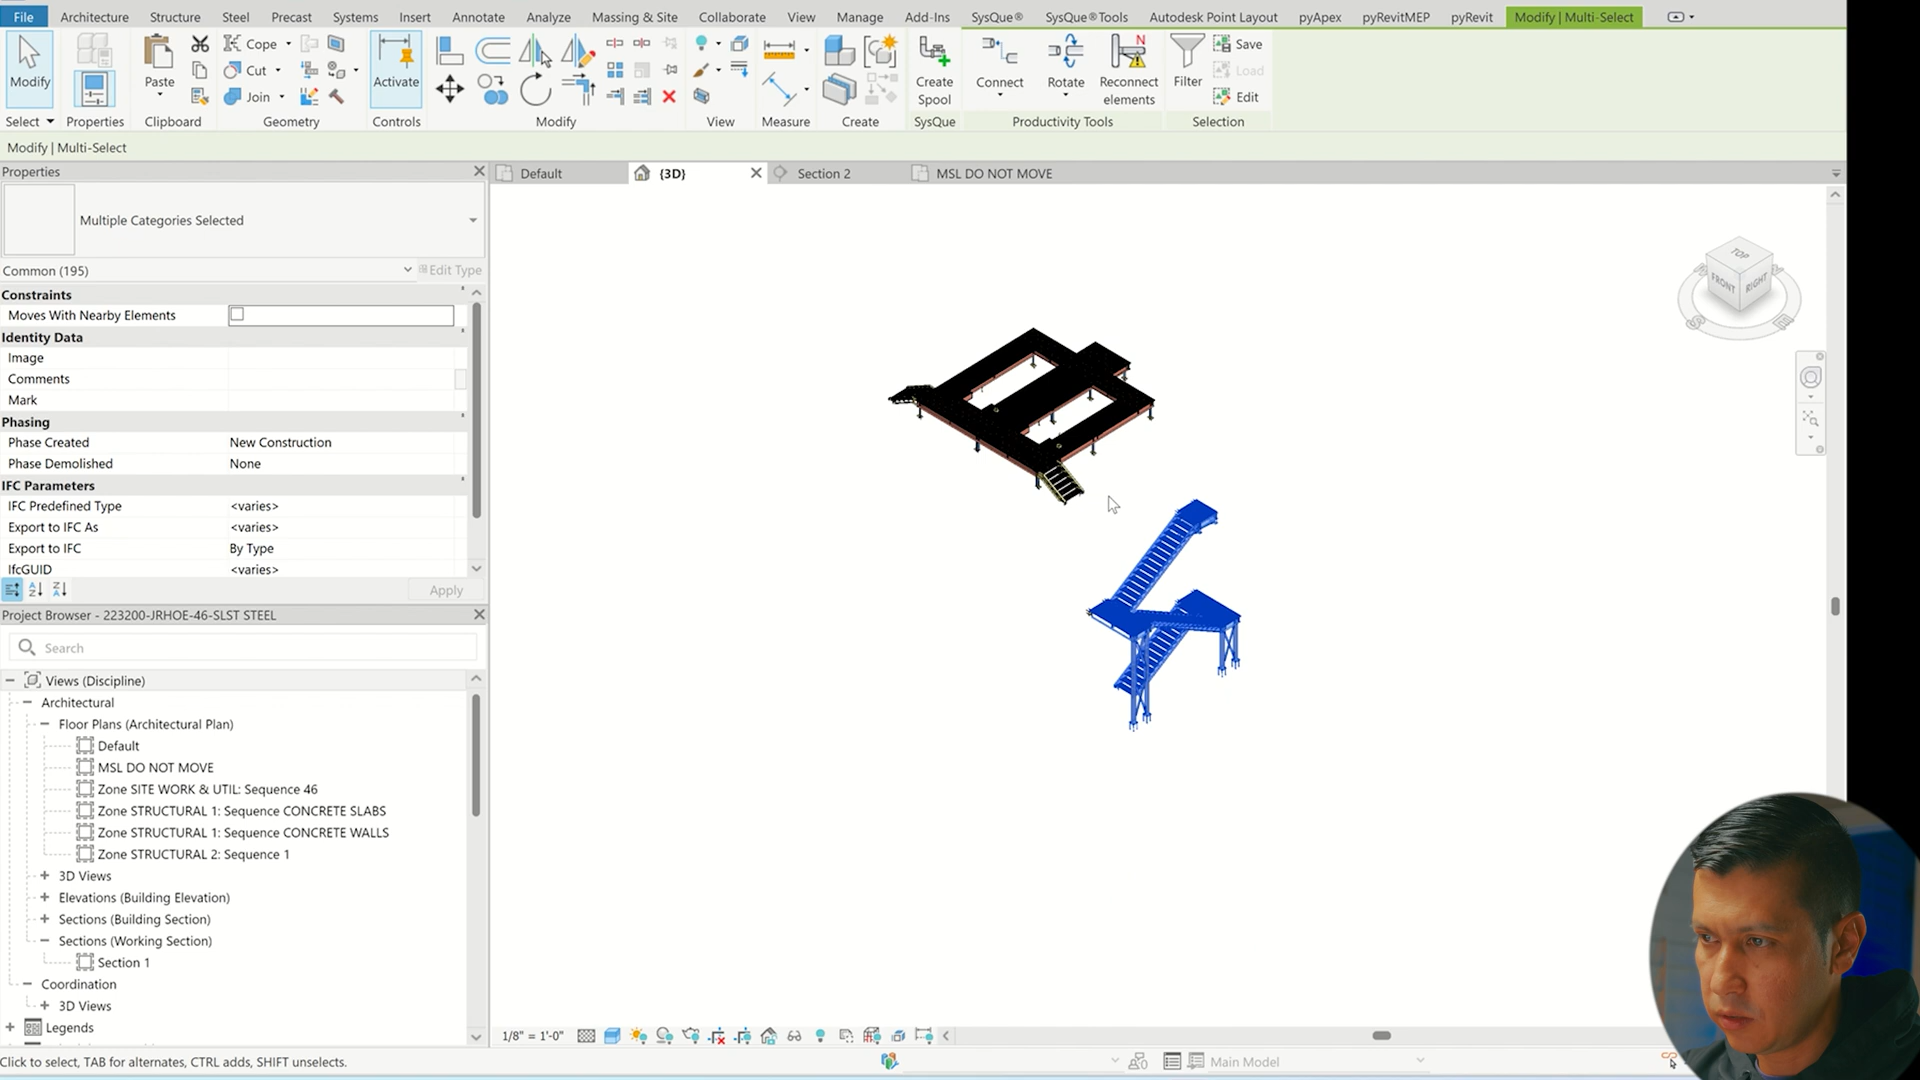 File Architecture Structure Steel Precast Systems Insert Annotate Analyze Massing & Site Collaborate View Manage Add-Ins SysQue® SysQue® Tools Autodesk Point Layout pyApex pyRevitMEP pyRevit Modify | Multi-Select
Modify
Select
Properties
Paste
Clipboard
Cope
Cut
Join
Geometry
Activate
Controls
Modify
View
Measure
Create
Create
Spool
SysQue
Connect
Rotate
Reconnect
elements
Productivity Tools
Filter
Save
Load
Edit
Selection
Modify | Multi-Select
Properties
Multiple Categories Selected
Common (195)
Edit Type
Constraints
Moves With Nearby Elements
Identity Data
Image
Comments
Mark
Phasing
Phase Created New Construction
Phase Demolished None
IFC Parameters
IFC Predefined Type <varies>
Export to IFC As <varies>
Export to IFC By Type
IfcGUID <varies>
Apply
Project Browser - 223200-JRHOE-46-SLST STEEL
Search
Views (Discipline)
Architectural
Floor Plans (Architectural Plan)
Default
MSL DO NOT MOVE
Zone SITE WORK & UTIL: Sequence 46
Zone STRUCTURAL 1: Sequence CONCRETE SLABS
Zone STRUCTURAL 1: Sequence CONCRETE WALLS
Zone STRUCTURAL 2: Sequence 1
3D Views
Elevations (Building Elevation)
Sections (Building Section)
Sections (Working Section)
Section 1
Coordination
3D Views
Legends
Default {3D} Section 2 MSL DO NOT MOVE
TOP
FRONT
RIGHT
S
E
1/8" = 1'-0"
Click to select, TAB for alternates, CTRL adds, SHIFT unselects.
Main Model